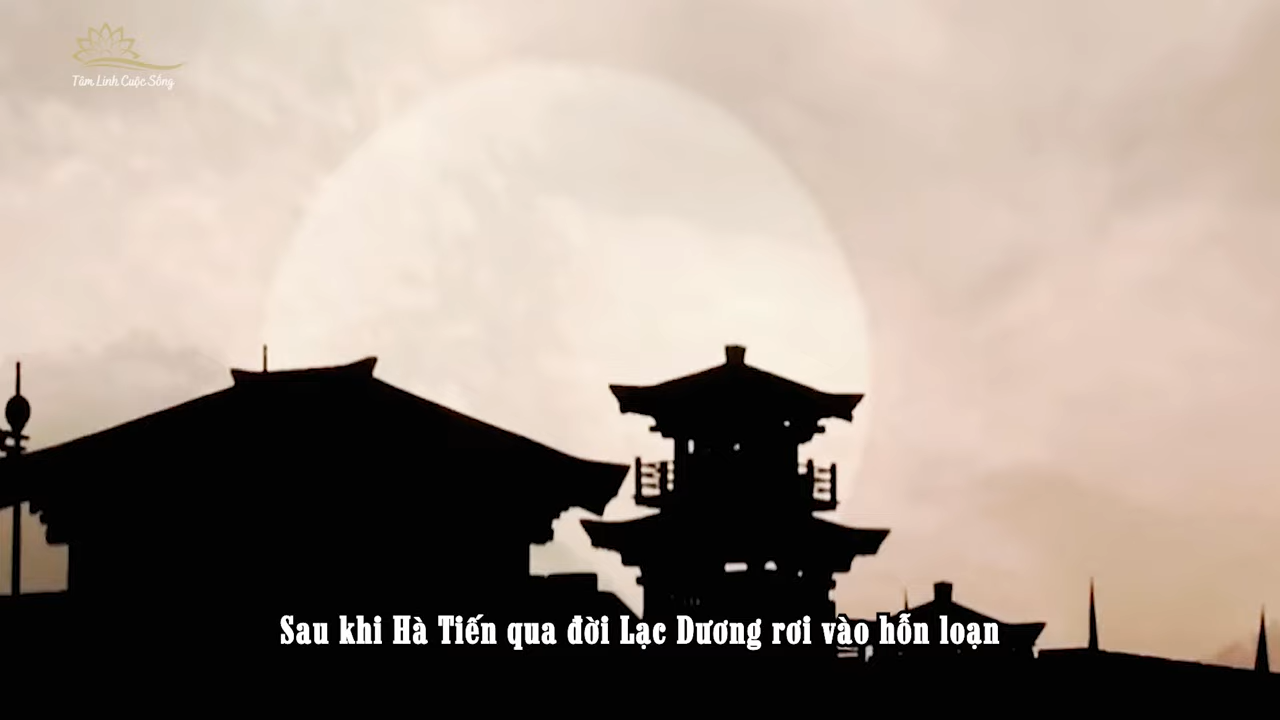 Tâm Linh Cuộc Sống
Sau khi Hà Tiến qua đời Lạc Dương rơi vào hỗn loạn